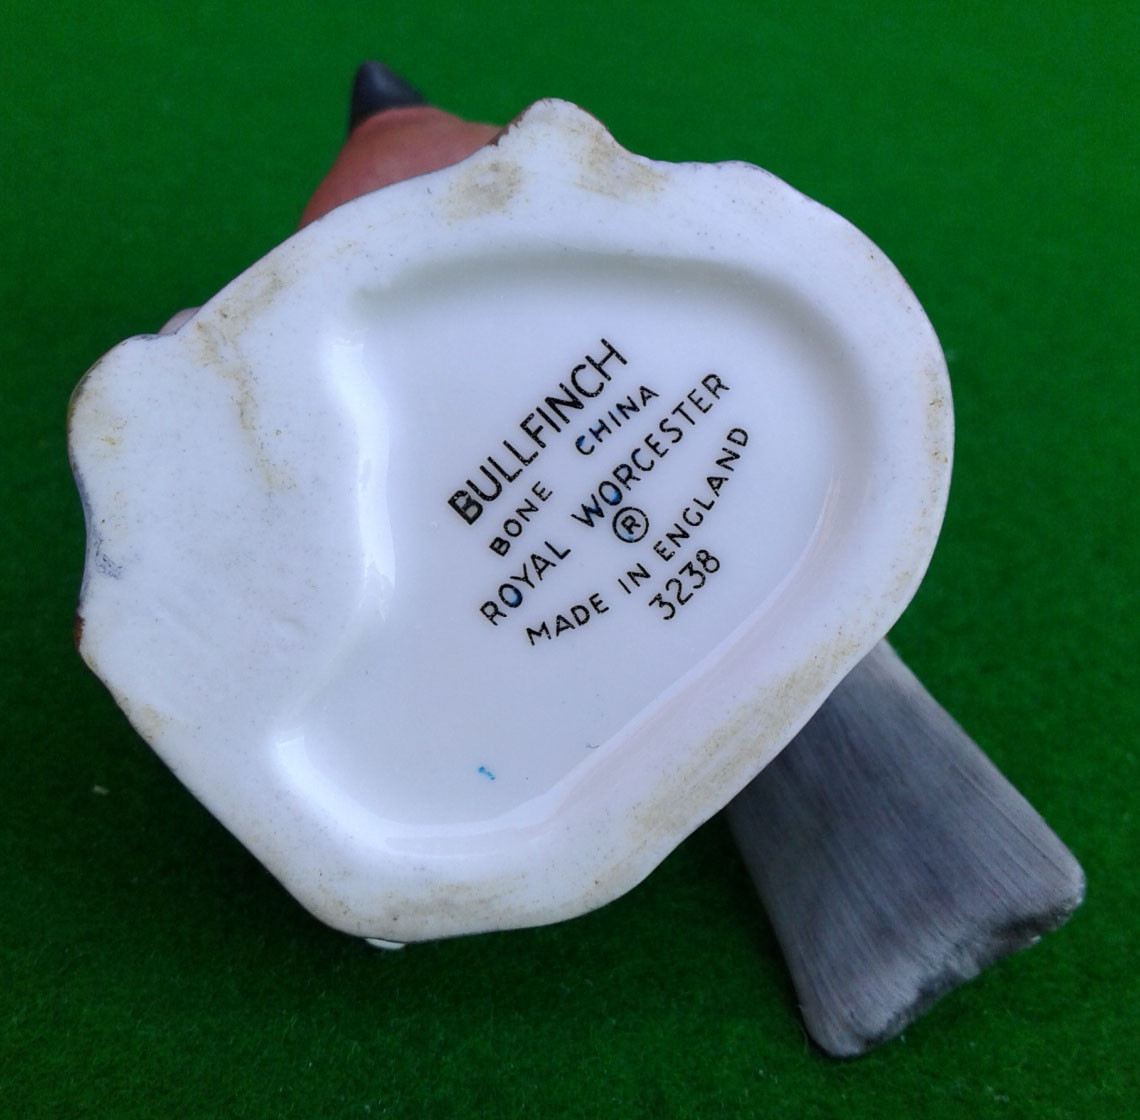 BULLFINCH
BONE CHINA
ROYAL WORCESTER
®
MADE IN ENGLAND
3238